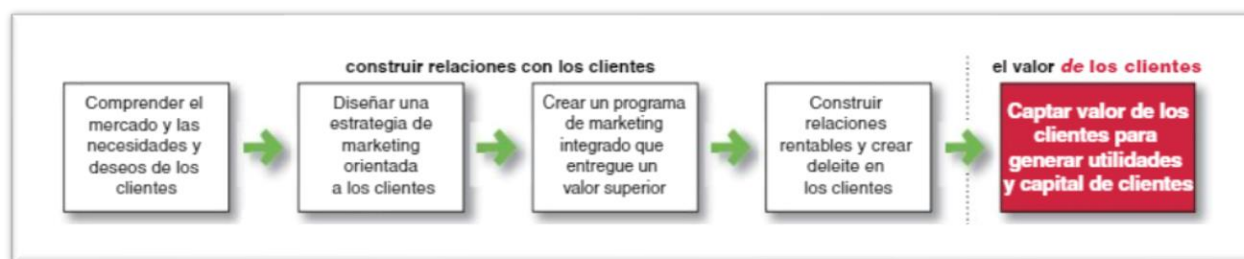 construir relaciones con los clientes
el valor de los clientes
Comprender el
mercado y las
necesidades y
deseos de los
clientes
Diseñar una
estrategia de
marketing
orientada
a los clientes
Crear un programa
de marketing
integrado que
entregue un
valor superior
Construir
relaciones
rentables y crear
deleite en
los clientes
Captar valor de los
clientes para
generar utilidades
y capital de clientes